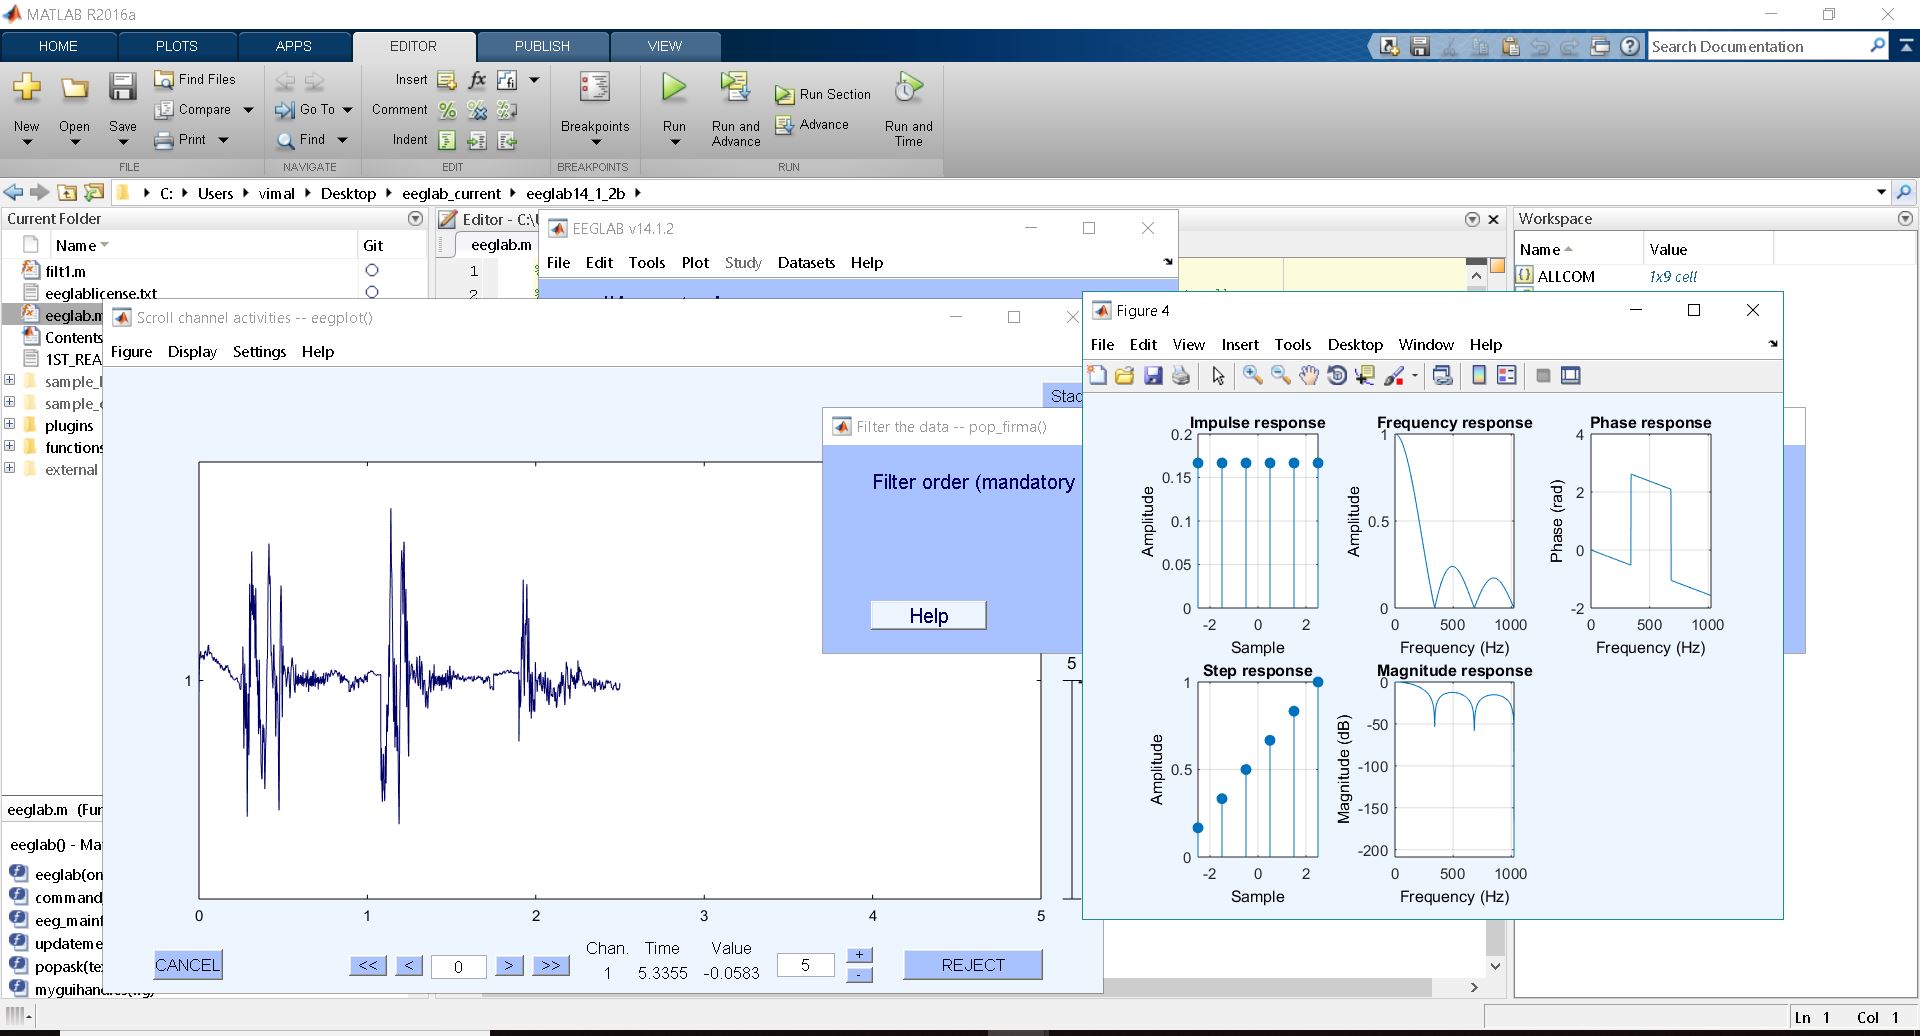 MATLAB R2016a
HOME PLOTS APPS EDITOR PUBLISH VIEW
Search Documentation
New
Open
Save
Find Files
Compare
Print
FILE
Go To
Find
NAVIGATE
Insert
Comment
Indent
EDIT
Breakpoints
BREAKPOINTS
Run
Run and
Advance
Run Section
Advance
Run and
Time
RUN
C: Users vimal Desktop eeglab_current eeglab14_1_2b
Current Folder
Name Git
filt1.m
eeglablicense.txt
eeglab.m
Contents
1ST_REA
sample_l
sample_
plugins
functions
external
eeglab.m (Fur
eeglab() - Ma
eeglab(on
command
eeg_mainf
updateme
popask(te
myguihandles(fig)
Editor - C:\U
eeglab.m
1
2
EEGLAB v14.1.2
File Edit Tools Plot Study Datasets Help
Workspace
Name Value
ALLCOM 1x9 cell
Scroll channel activities -- eegplot()
Figure Display Settings Help
Stac
1
0 1 2 3 4 5
5
CANCEL
<< < 0 > >>
Chan. Time Value
1 5.3355 -0.0583
5
+
-
REJECT
Filter the data -- pop_firma()
Filter order (mandatory
Help
Figure 4
File Edit View Insert Tools Desktop Window Help
Impulse response
Amplitude
0.2
0.15
0.1
0.05
0
-2 0 2
Sample
Frequency response
Amplitude
1
0.5
0
0 500 1000
Frequency (Hz)
Phase response
Phase (rad)
4
2
0
-2
0 500 1000
Frequency (Hz)
Step response
Amplitude
1
0.5
0
-2 0 2
Sample
Magnitude response
Magnitude (dB)
0
-50
-100
-150
-200
0 500 1000
Frequency (Hz)
Ln 1 Col 1